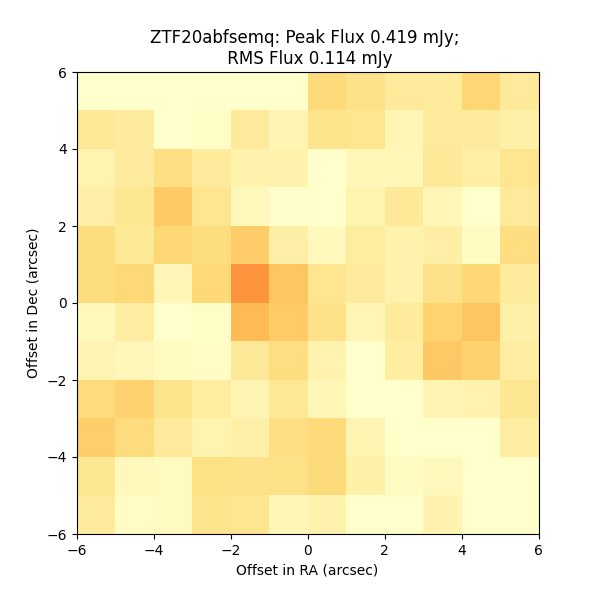 ZTF20abfsemq: Peak Flux 0.419 mJy;
RMS Flux 0.114 mJy
6
4
2
0
−2
−4
−6
Offset in Dec (arcsec)
−6 −4 −2 0 2 4 6
Offset in RA (arcsec)